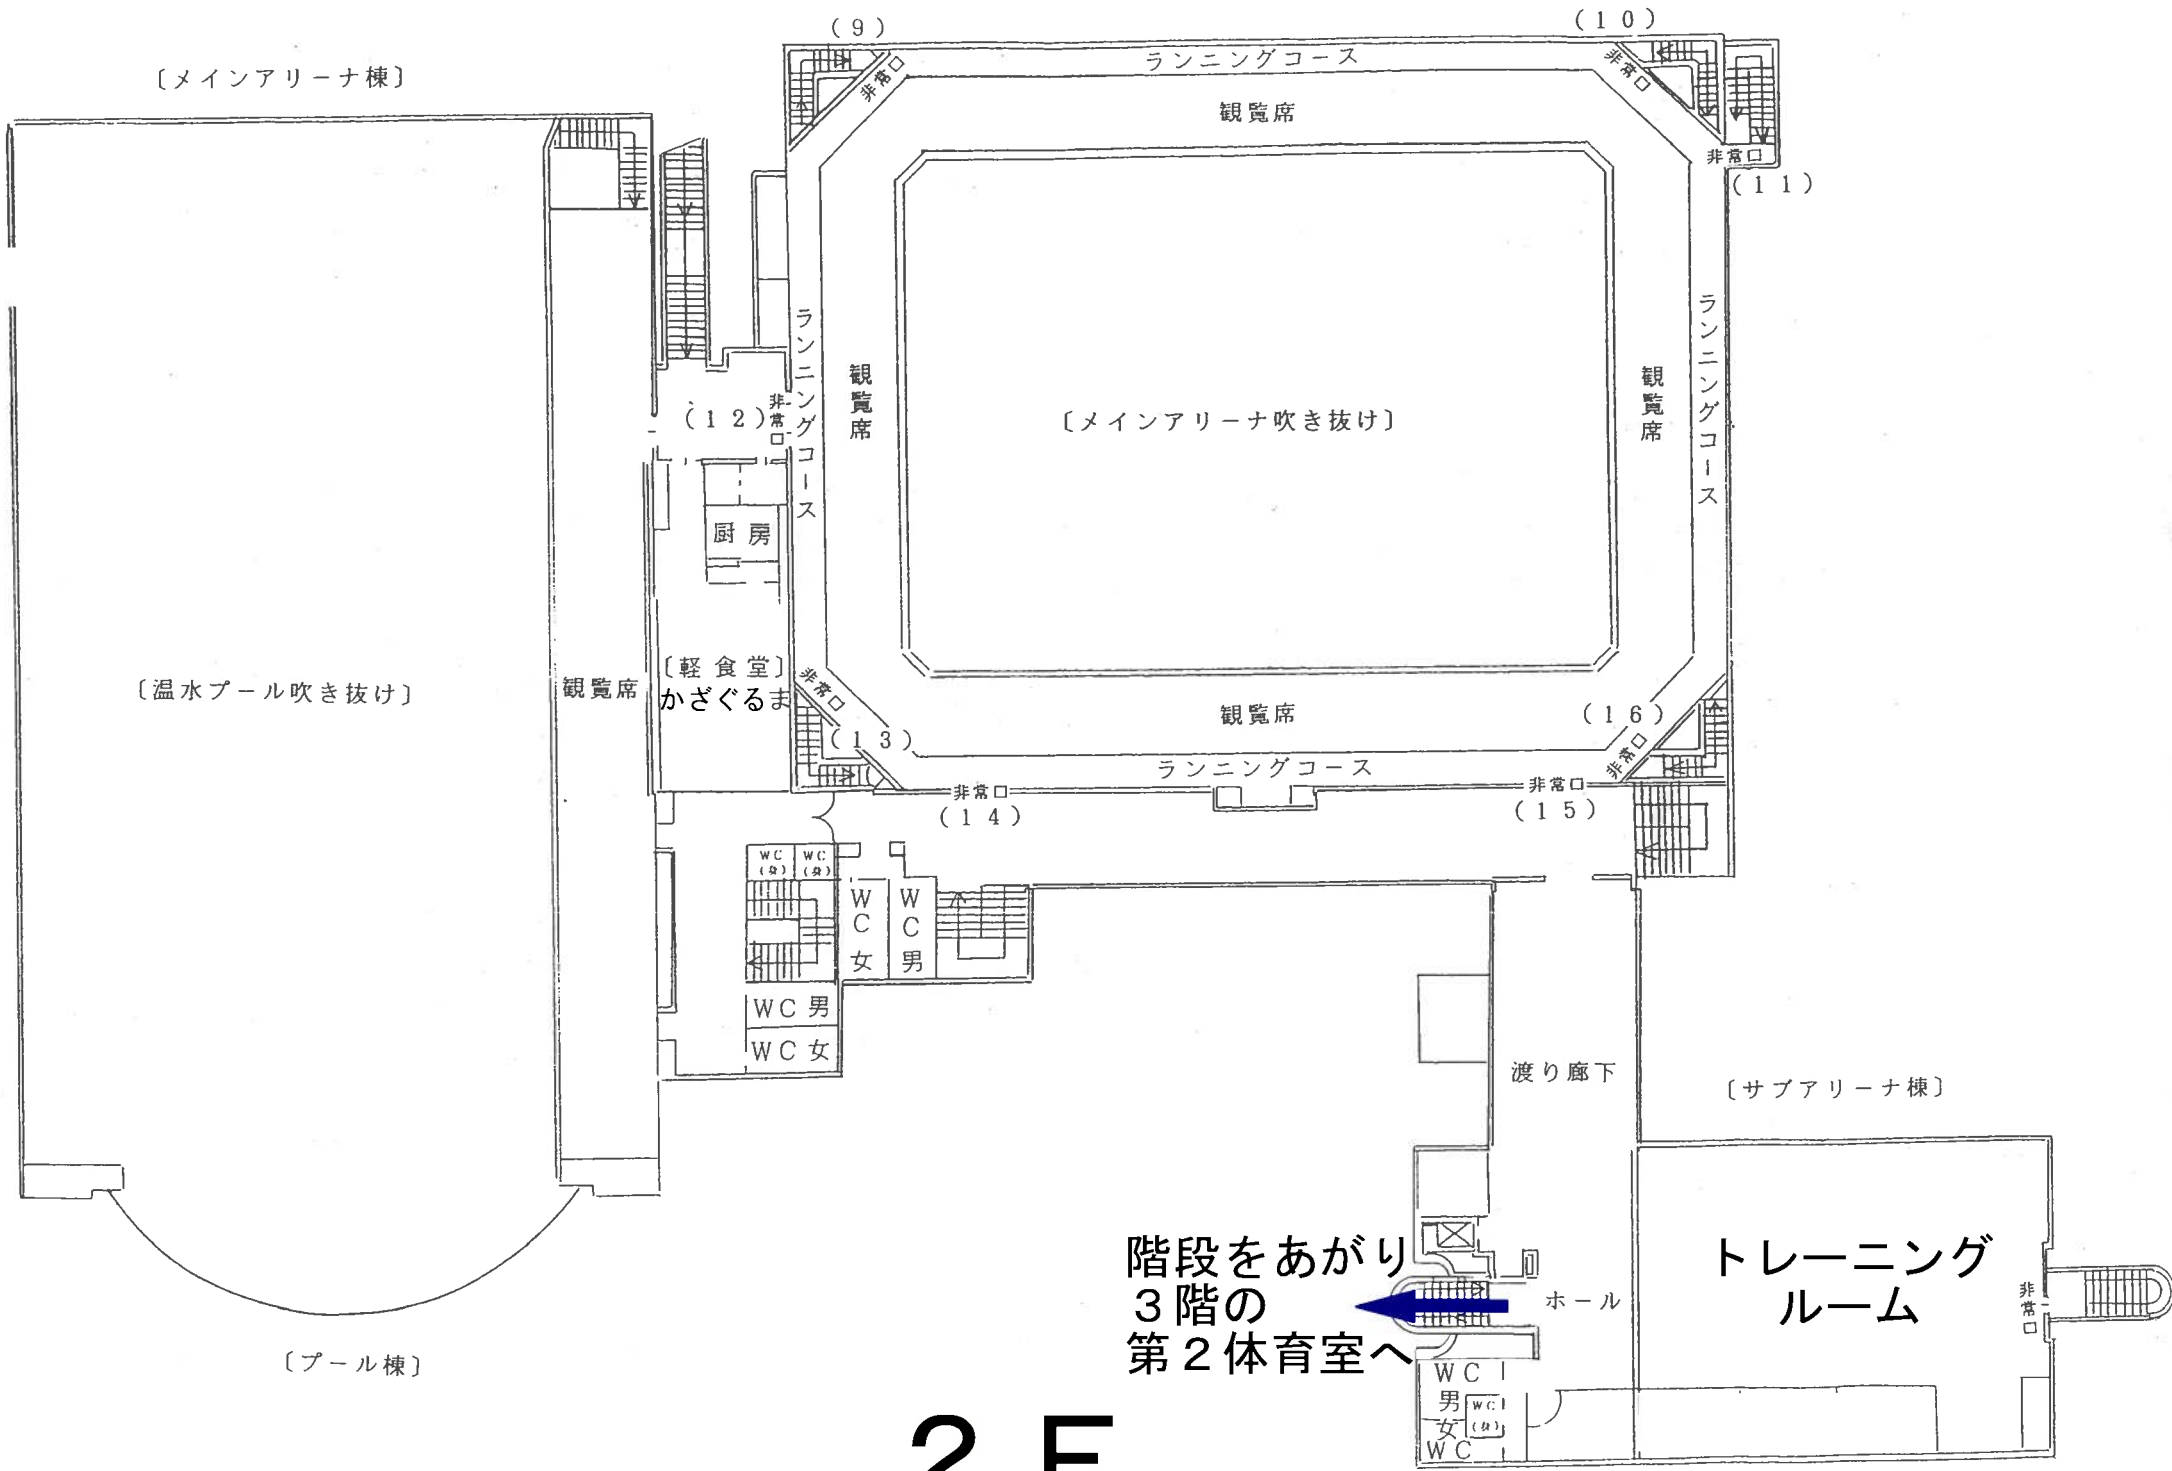 (9)
(10)
〔メインアリーナ棟〕
ランニングコース
非常口
非常口
観覧席
非常口
(11)
ランニングコース
ランニングコース
観覧席
観覧席
(12)
非常口
〔メインアリーナ吹き抜け〕
厨房
〔温水プール吹き抜け〕
観覧席
〔軽食堂〕
かざぐるま
非常口
(13)
観覧席
(16)
非常口
ランニングコース
非常口
(14)
非常口
(15)
WC
(身)
WC
(身)
WC女
WC男
WC男
WC女
渡り廊下
〔サブアリーナ棟〕
階段をあがり
3階の
第2体育室へ
ホール
トレーニング
ルーム
非常口
〔プール棟〕
WC
男
WC
(身)
女
WC
2F